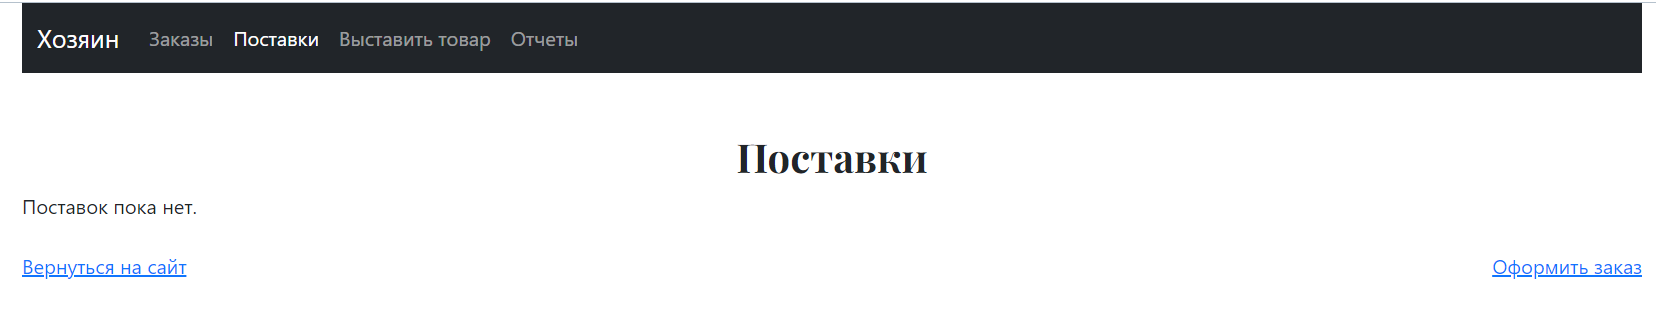 Хозяин Заказы Поставки Выставить товар Отчеты
Поставки
Поставок пока нет.
Вернуться на сайт Оформить заказ